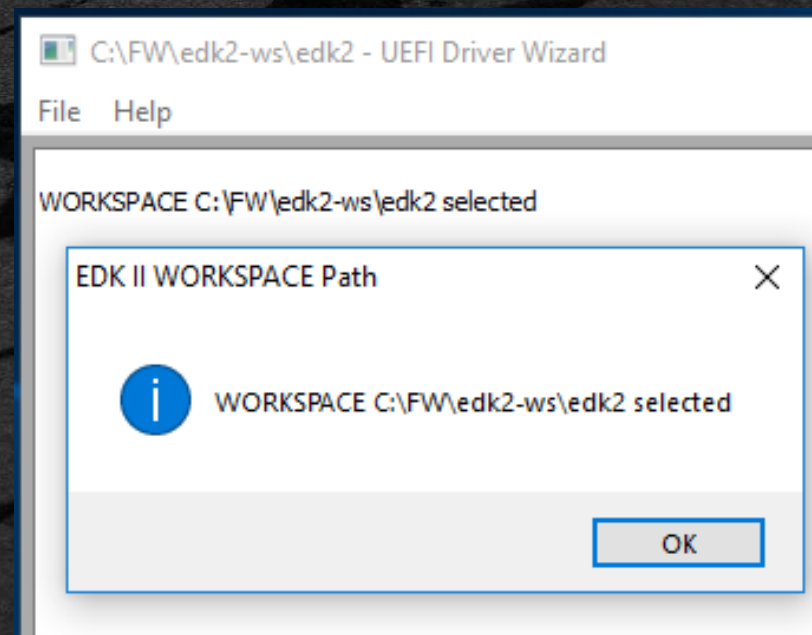 C:\FW\edk2-ws\edk2 - UEFI Driver Wizard
File Help
WORKSPACE C:\FW\edk2-ws\edk2 selected
EDK II WORKSPACE Path
WORKSPACE C:\FW\edk2-ws\edk2 selected
OK